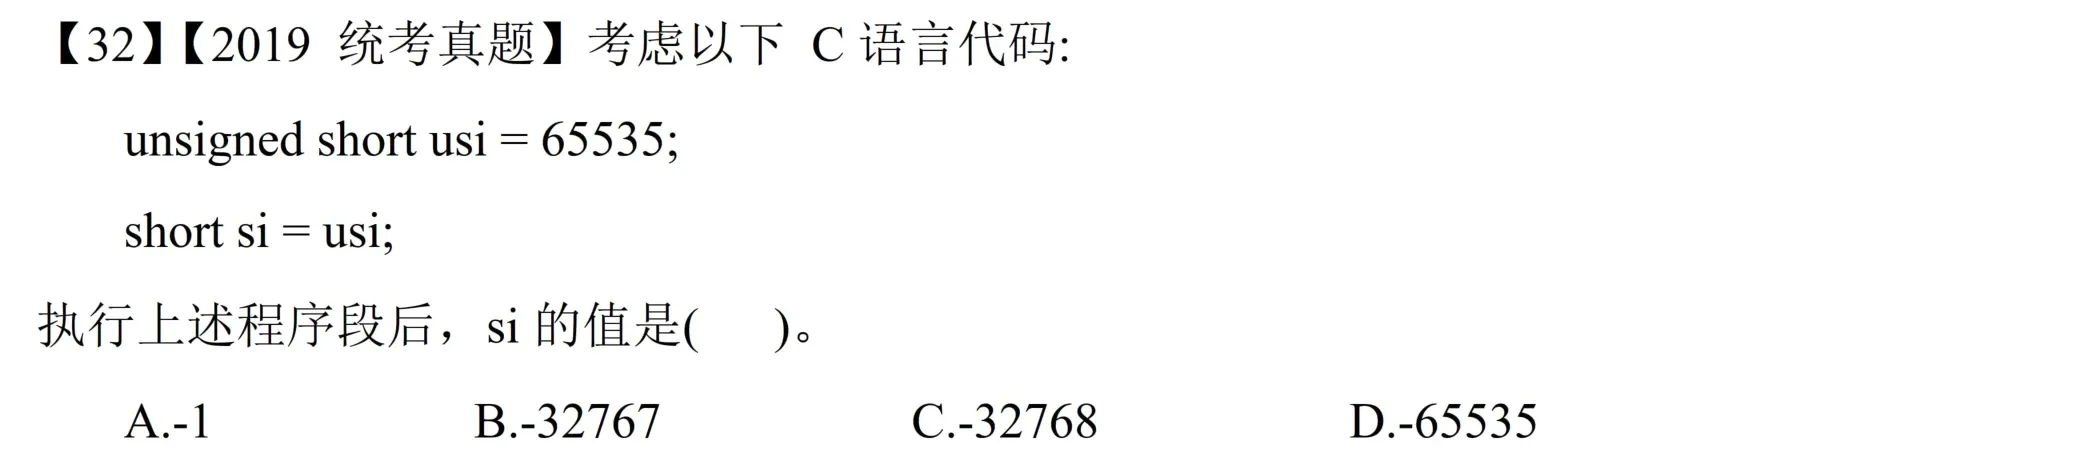 【32】【2019 统考真题】考虑以下 C 语言代码:
unsigned short usi = 65535;
short si = usi;
执行上述程序段后，si 的值是(    )。
A.-1    B.-32767    C.-32768    D.-65535